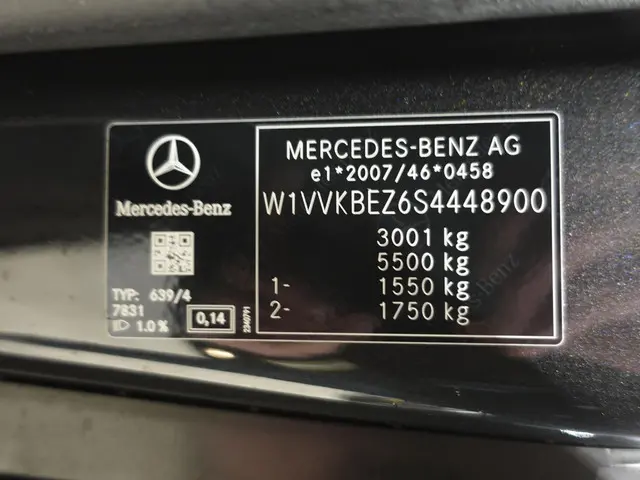 Mercedes-Benz
TYP: 639/4
7831
1.0%
0,14
2340791
MERCEDES-BENZ AG
e1*2007/46*0458
W1VVKBEZ6S4448900
3001 kg
5500 kg
1- 1550 kg
2- 1750 kg